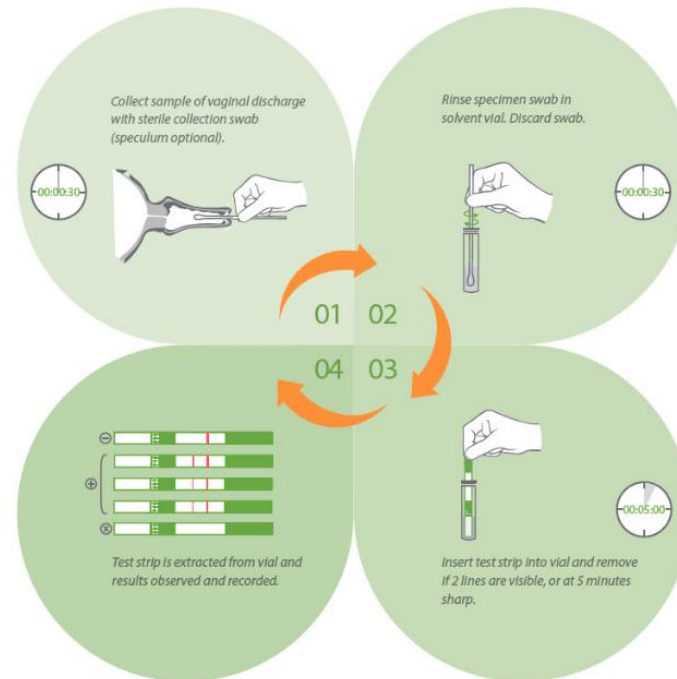 Collect sample of vaginal discharge
with sterile collection swab
(speculum optional).
00:00:30
01
Rinse specimen swab in
solvent vial. Discard swab.
00:00:30
02
03
00:05:00
Insert test strip into vial and remove
if 2 lines are visible, or at 5 minutes
sharp.
04
Test strip is extracted from vial and
results observed and recorded.